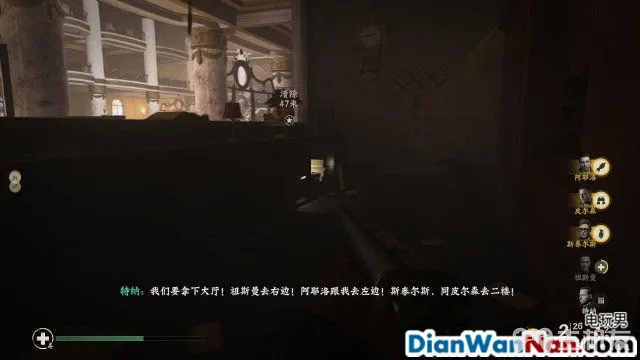 清除
47米
阿耶洛
皮尔森
斯泰尔斯
祖斯曼
特纳
特纳：我们要拿下大厅！祖斯曼去右边！阿耶洛跟我去左边！斯泰尔斯，同皮尔森去二楼！
26
电玩男
DianWanNan.com